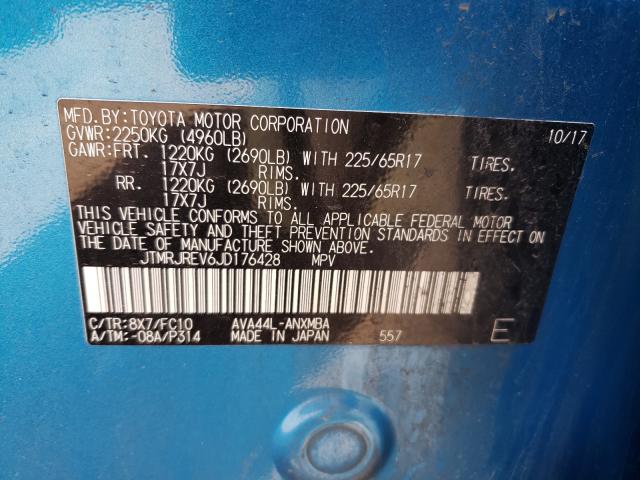 MFD.BY:TOYOTA MOTOR CORPORATION 10/17
GVWR:2250KG (4960LB)
GAWR:FRT. 1220KG (2690LB) WITH 225/65R17 TIRES.
17X7J RIMS.
RR. 1220KG (2690LB) WITH 225/65R17 TIRES.
17X7J RIMS.
THIS VEHICLE CONFORMS TO ALL APPLICABLE FEDERAL MOTOR
VEHICLE SAFETY AND THEFT PREVENTION STANDARDS IN EFFECT ON
THE DATE OF MANUFACTURE SHOWN ABOVE.
JTMRJREV6JD176428 MPV
C/TR:8X7/FC10 AVA44L-ANXMBA
A/TM:-08A/P314 MADE IN JAPAN 557 E